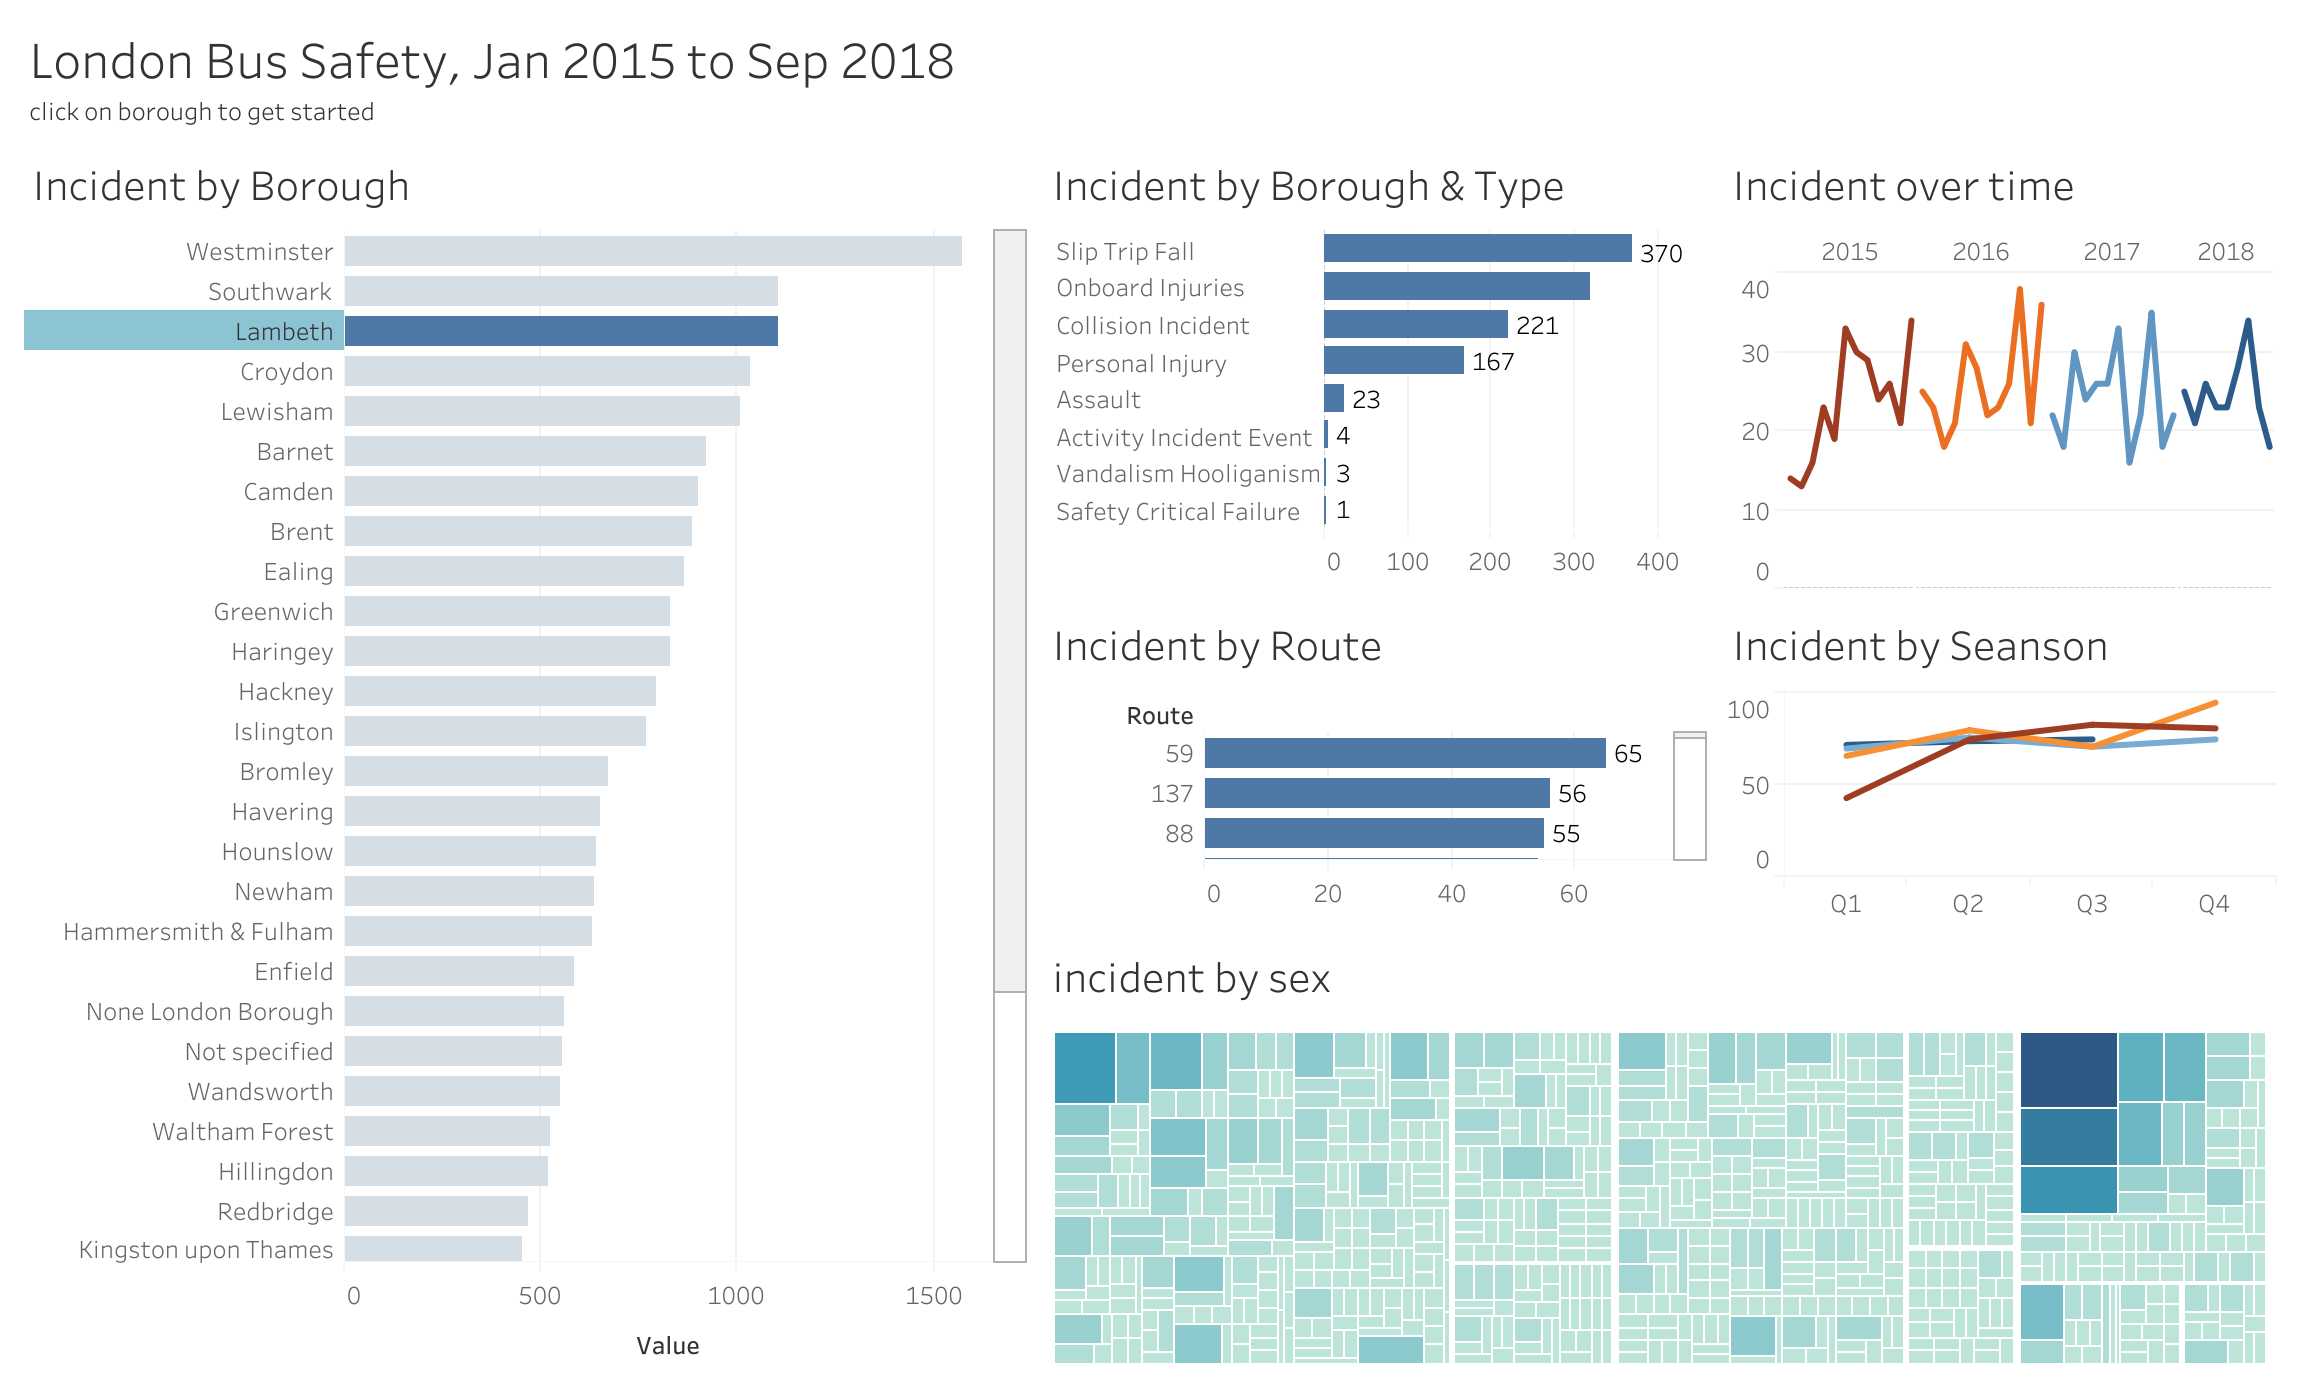 London Bus Safety, Jan 2015 to Sep 2018
click on borough to get started
Incident by Borough
Westminster
Southwark
Lambeth
Croydon
Lewisham
Barnet
Camden
Brent
Ealing
Greenwich
Haringey
Hackney
Islington
Bromley
Havering
Hounslow
Newham
Hammersmith & Fulham
Enfield
None London Borough
Not specified
Wandsworth
Waltham Forest
Hillingdon
Redbridge
Kingston upon Thames
0 500 1000 1500
Value
Incident by Borough & Type
Slip Trip Fall 370
Onboard Injuries
Collision Incident 221
Personal Injury 167
Assault 23
Activity Incident Event 4
Vandalism Hooliganism 3
Safety Critical Failure 1
0 100 200 300 400
Incident over time
2015 2016 2017 2018
40
30
20
10
0
Incident by Route
Route
59 65
137 56
88 55
0 20 40 60
Incident by Seanson
100
50
0
Q1 Q2 Q3 Q4
incident by sex